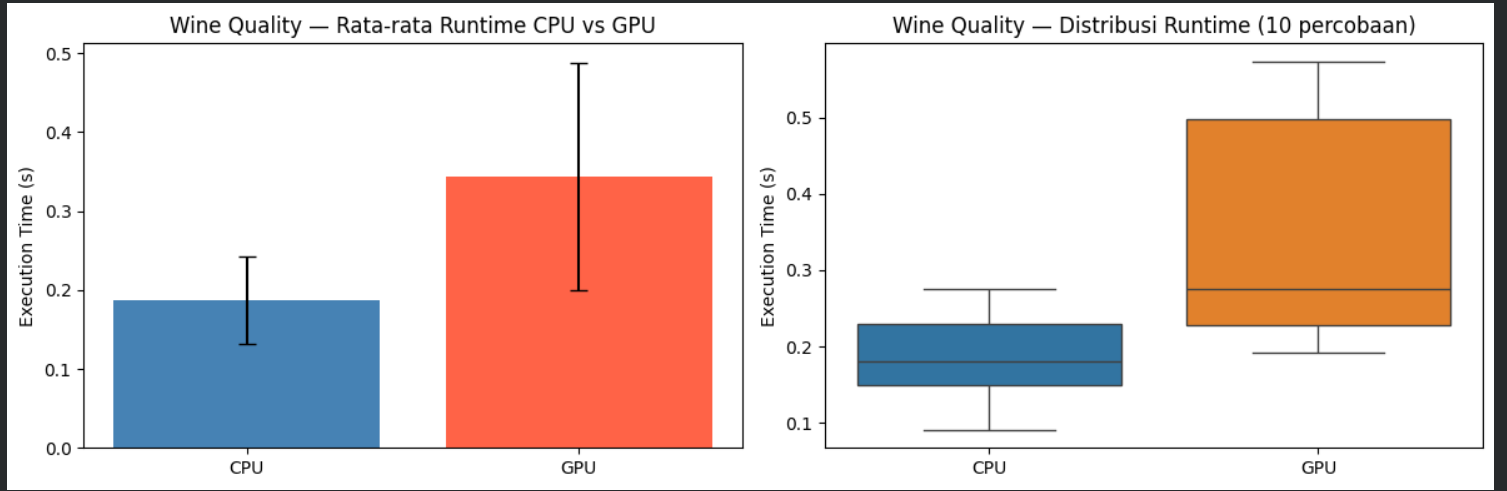 Wine Quality — Rata-rata Runtime CPU vs GPU
Execution Time (s)
0.5
0.4
0.3
0.2
0.1
0.0
CPU GPU
Wine Quality — Distribusi Runtime (10 percobaan)
Execution Time (s)
0.5
0.4
0.3
0.2
0.1
CPU GPU